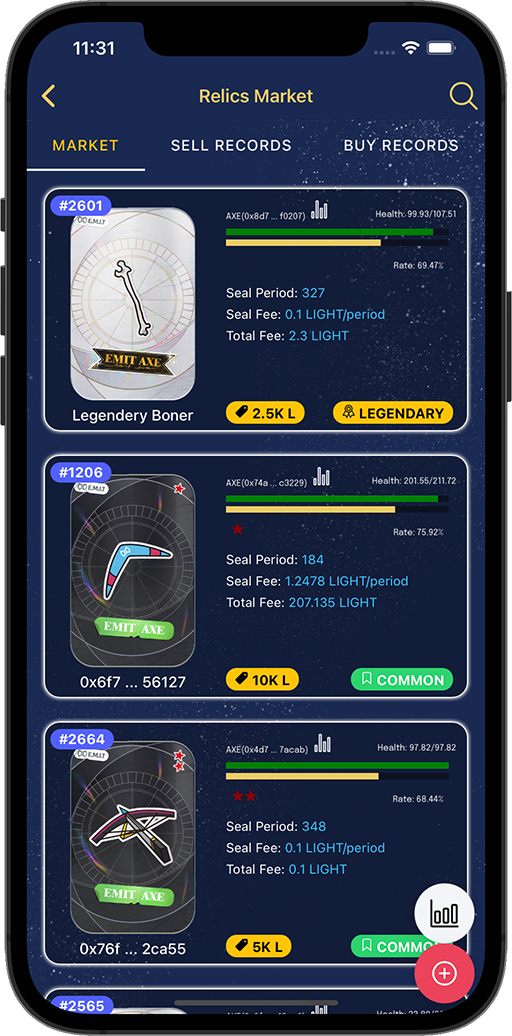 11:31
Relics Market
MARKET SELL RECORDS BUY RECORDS
#2601
E.M.I.T
AXE(0x8d7 ... f0207) Health: 99.93/107.51
Rate: 69.47%
Seal Period: 327
Seal Fee: 0.1 LIGHT/period
Total Fee: 2.3 LIGHT
EMIT AXE
Legendery Boner
2.5K L LEGENDARY
#1206
E.M.I.T
AXE(0x74a ... c3229) Health: 201.55/211.72
Rate: 75.92%
Seal Period: 184
Seal Fee: 1.2478 LIGHT/period
Total Fee: 207.135 LIGHT
EMIT AXE
0x6f7 ... 56127
10K L COMMON
#2664
E.M.I.T
AXE(0x4d7 ... 7acab) Health: 97.82/97.82
Rate: 68.44%
Seal Period: 348
Seal Fee: 0.1 LIGHT/period
Total Fee: 0.1 LIGHT
EMIT AXE
0x76f ... 2ca55
5K L
#2565